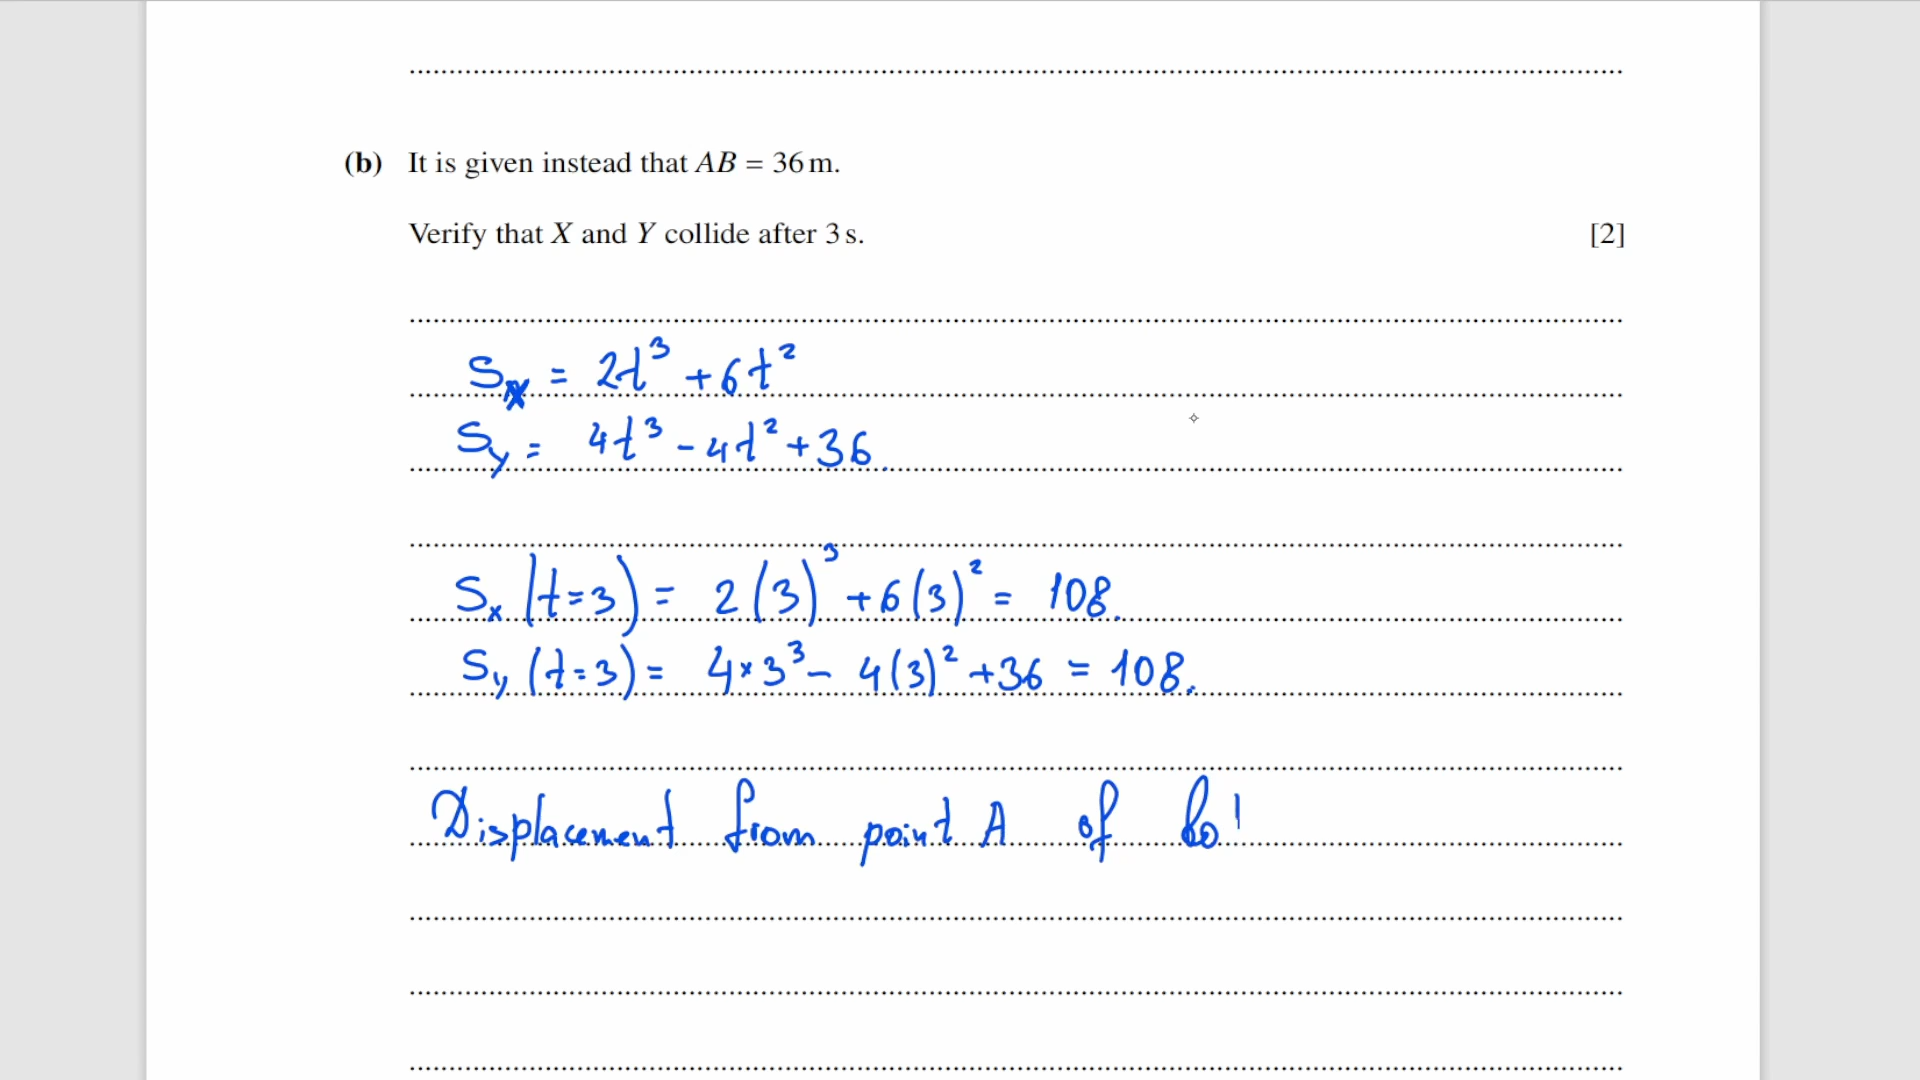 (b) It is given instead that AB = 36 m.
Verify that X and Y collide after 3 s. [2]
Sₓ = 2t³ + 6t²
Sy = 4t³ - 4t² + 36.
Sₓ (t=3) = 2(3)³ + 6(3)² = 108.
Sy (t=3) = 4×3³ - 4(3)² + 36 = 108.
Displacement from point A of